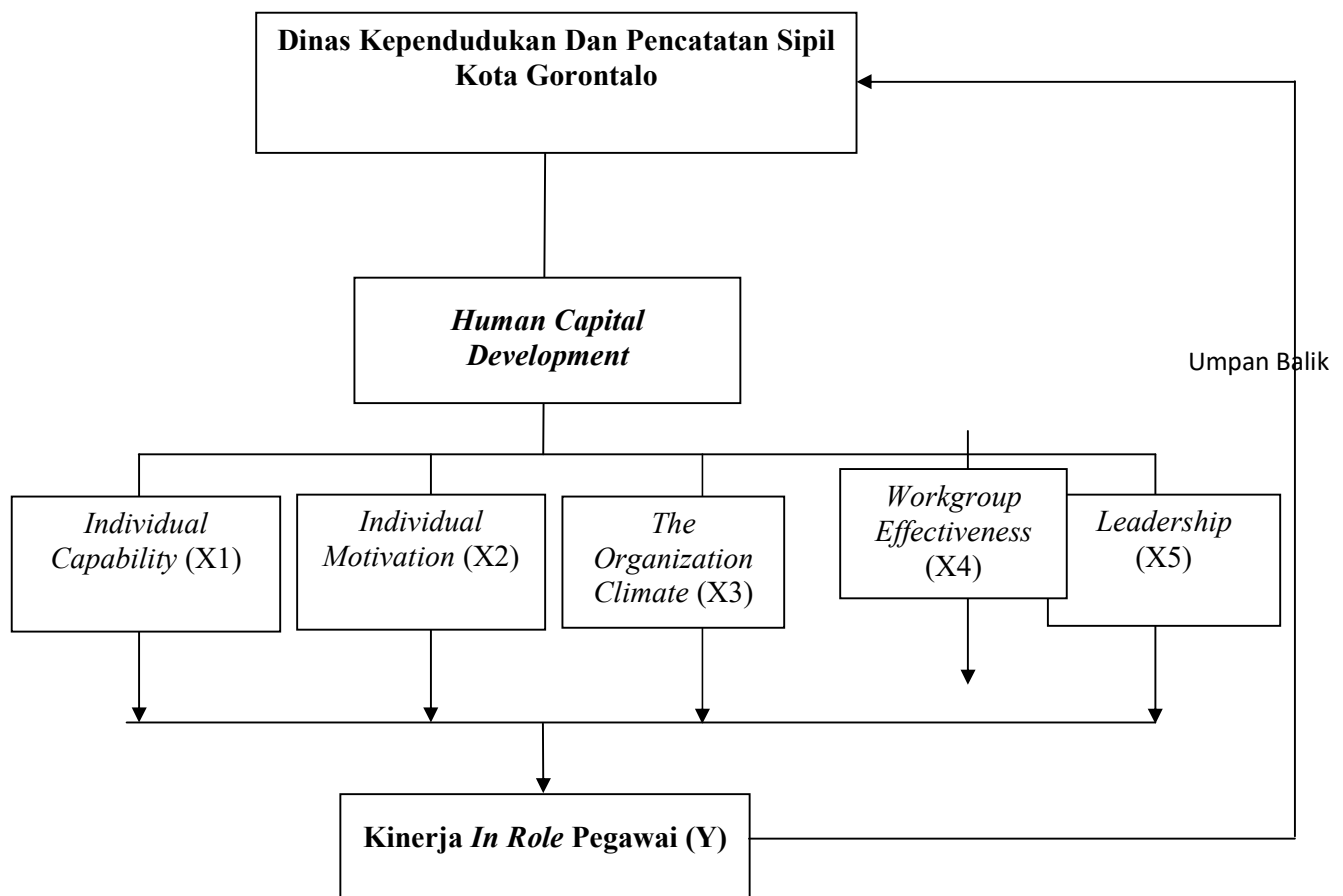 Dinas Kependudukan Dan Pencatatan Sipil
Kota Gorontalo
Human Capital
Development
Umpan Balik
Individual
Capability (X1)
Individual
Motivation (X2)
The
Organization
Climate (X3)
Workgroup
Effectiveness
(X4)
Leadership
(X5)
Kinerja In Role Pegawai (Y)